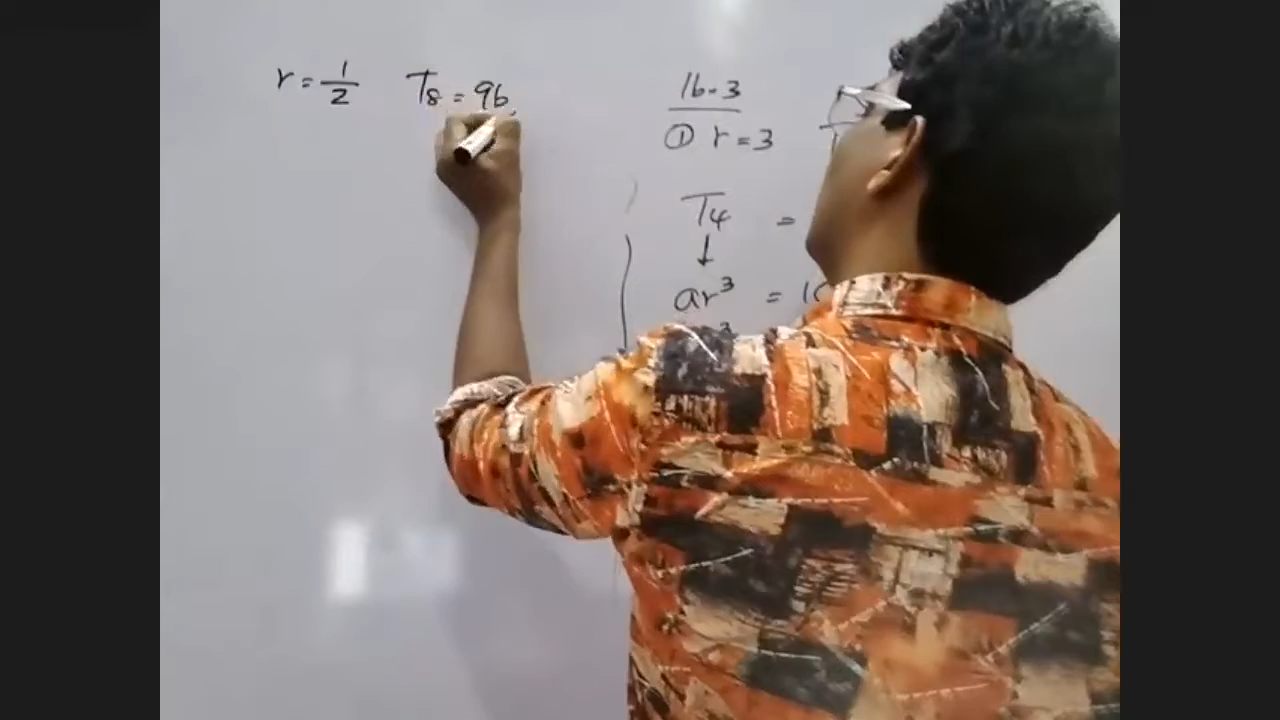 r = 1/2 T8 = 96
16.3
① r = 3
T4 =
↓
ar³ =